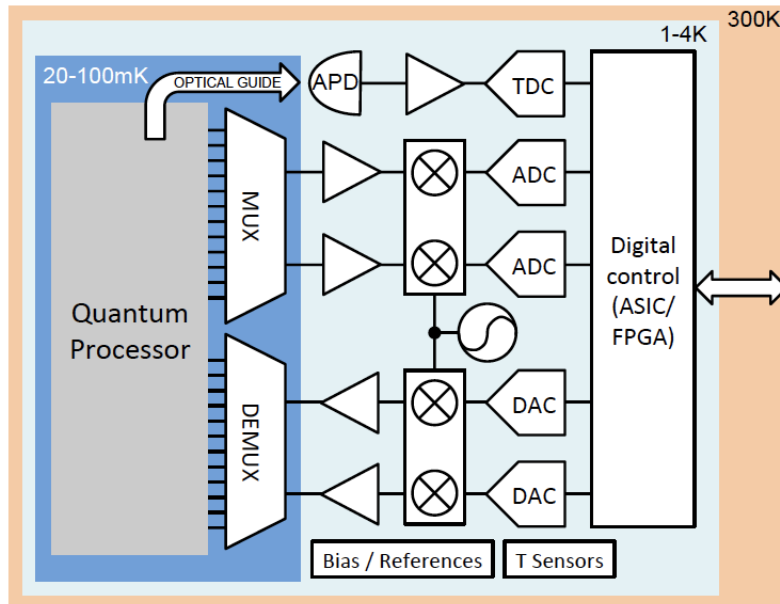 300K
1-4K
20-100mK
OPTICAL GUIDE
APD
TDC
MUX
ADC
ADC
Quantum
Processor
Digital
control
(ASIC/
FPGA)
DEMUX
DAC
DAC
Bias / References
T Sensors